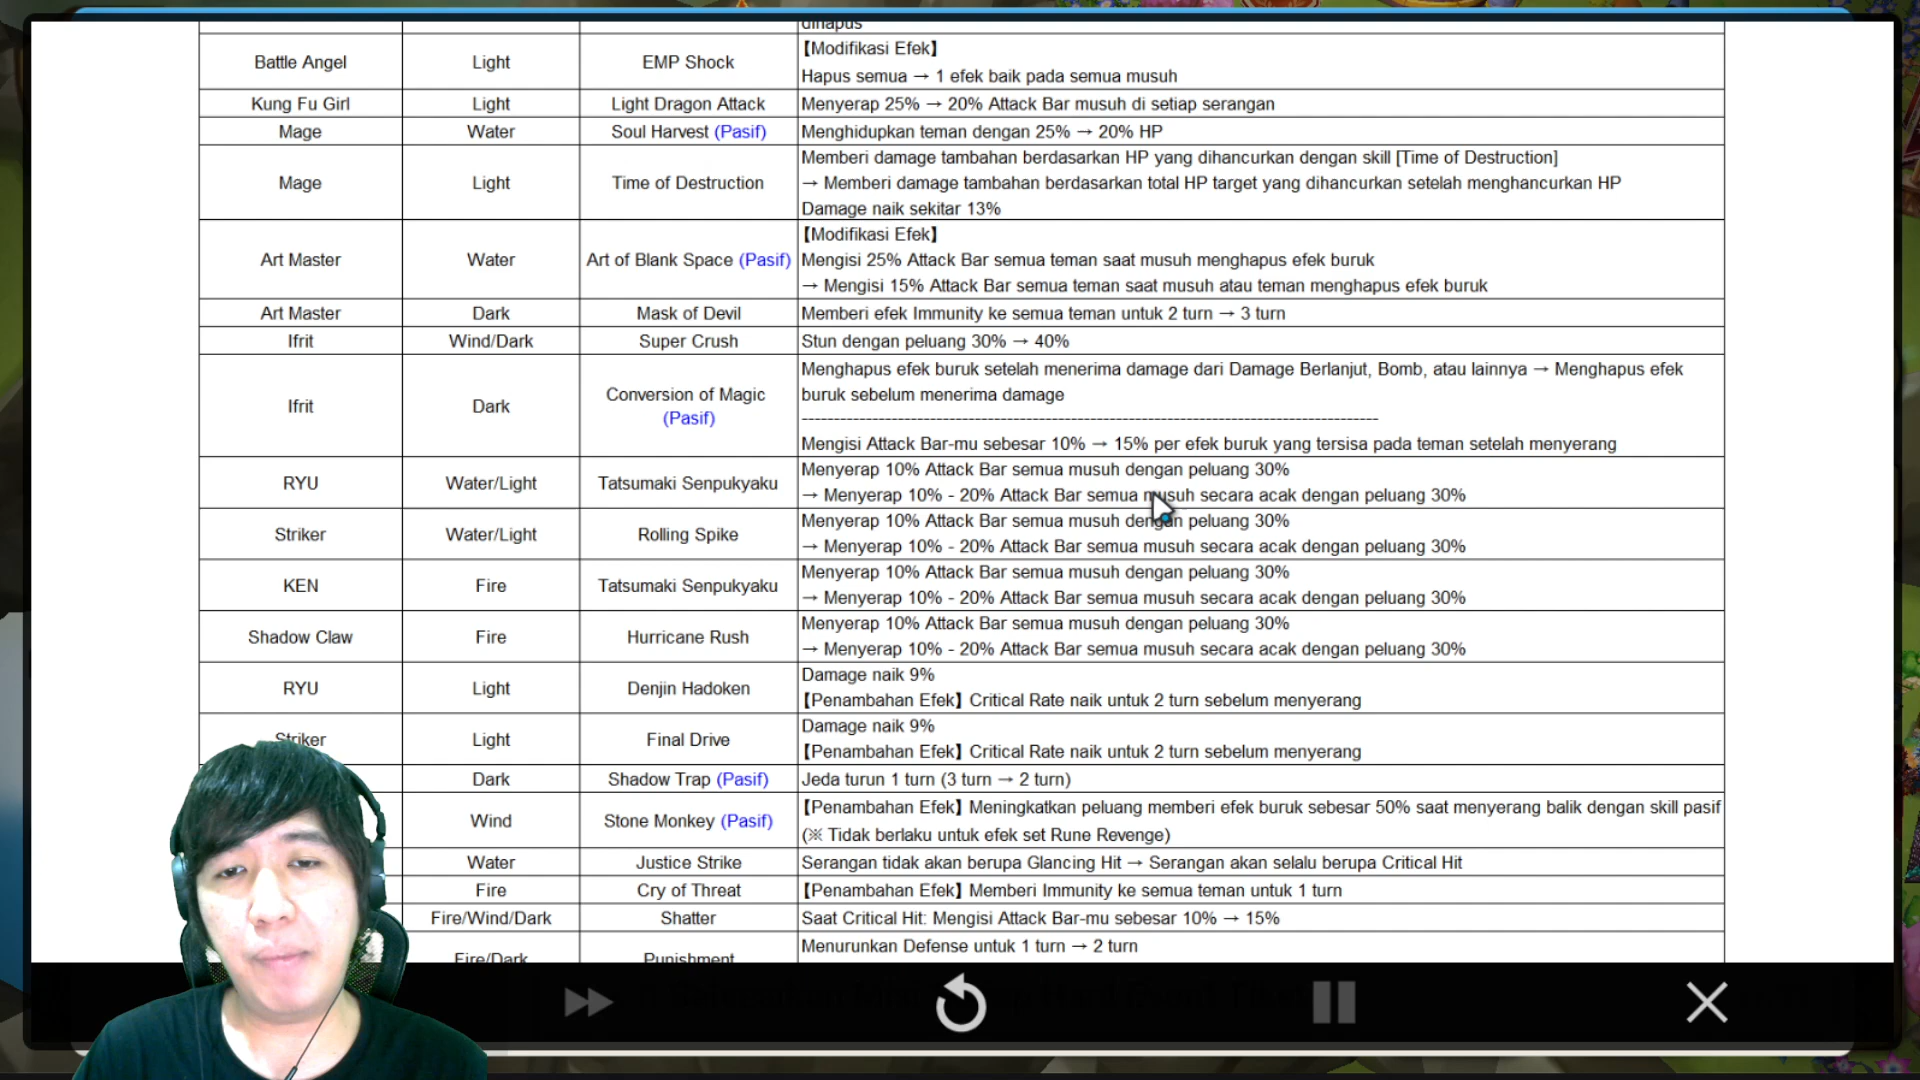 dihapus
Battle Angel Light EMP Shock 【Modifikasi Efek】
Hapus semua → 1 efek baik pada semua musuh
Kung Fu Girl Light Light Dragon Attack Menyerap 25% → 20% Attack Bar musuh di setiap serangan
Mage Water Soul Harvest (Pasif) Menghidupkan teman dengan 25% → 20% HP
Mage Light Time of Destruction Memberi damage tambahan berdasarkan HP yang dihancurkan dengan skill [Time of Destruction]
→ Memberi damage tambahan berdasarkan total HP target yang dihancurkan setelah menghancurkan HP
Damage naik sekitar 13%
Art Master Water Art of Blank Space (Pasif) 【Modifikasi Efek】
Mengisi 25% Attack Bar semua teman saat musuh menghapus efek buruk
→ Mengisi 15% Attack Bar semua teman saat musuh atau teman menghapus efek buruk
Art Master Dark Mask of Devil Memberi efek Immunity ke semua teman untuk 2 turn → 3 turn
Ifrit Wind/Dark Super Crush Stun dengan peluang 30% → 40%
Ifrit Dark Conversion of Magic (Pasif) Menghapus efek buruk setelah menerima damage dari Damage Berlanjut, Bomb, atau lainnya → Menghapus efek
buruk sebelum menerima damage
------------------------------------------------------------------------------------------
Mengisi Attack Bar-mu sebesar 10% → 15% per efek buruk yang tersisa pada teman setelah menyerang
RYU Water/Light Tatsumaki Senpukyaku Menyerap 10% Attack Bar semua musuh dengan peluang 30%
→ Menyerap 10% - 20% Attack Bar semua musuh secara acak dengan peluang 30%
Striker Water/Light Rolling Spike Menyerap 10% Attack Bar semua musuh dengan peluang 30%
→ Menyerap 10% - 20% Attack Bar semua musuh secara acak dengan peluang 30%
KEN Fire Tatsumaki Senpukyaku Menyerap 10% Attack Bar semua musuh dengan peluang 30%
→ Menyerap 10% - 20% Attack Bar semua musuh secara acak dengan peluang 30%
Shadow Claw Fire Hurricane Rush Menyerap 10% Attack Bar semua musuh dengan peluang 30%
→ Menyerap 10% - 20% Attack Bar semua musuh secara acak dengan peluang 30%
RYU Light Denjin Hadoken Damage naik 9%
【Penambahan Efek】 Critical Rate naik untuk 2 turn sebelum menyerang
Striker Light Final Drive Damage naik 9%
【Penambahan Efek】 Critical Rate naik untuk 2 turn sebelum menyerang
Dark Shadow Trap (Pasif) Jeda turun 1 turn (3 turn → 2 turn)
Wind Stone Monkey (Pasif) 【Penambahan Efek】 Meningkatkan peluang memberi efek buruk sebesar 50% saat menyerang balik dengan skill pasif
(※ Tidak berlaku untuk efek set Rune Revenge)
Water Justice Strike Serangan tidak akan berupa Glancing Hit → Serangan akan selalu berupa Critical Hit
Fire Cry of Threat 【Penambahan Efek】 Memberi Immunity ke semua teman untuk 1 turn
Fire/Wind/Dark Shatter Saat Critical Hit: Mengisi Attack Bar-mu sebesar 10% → 15%
Fire/Dark Punishment Menurunkan Defense untuk 1 turn → 2 turn